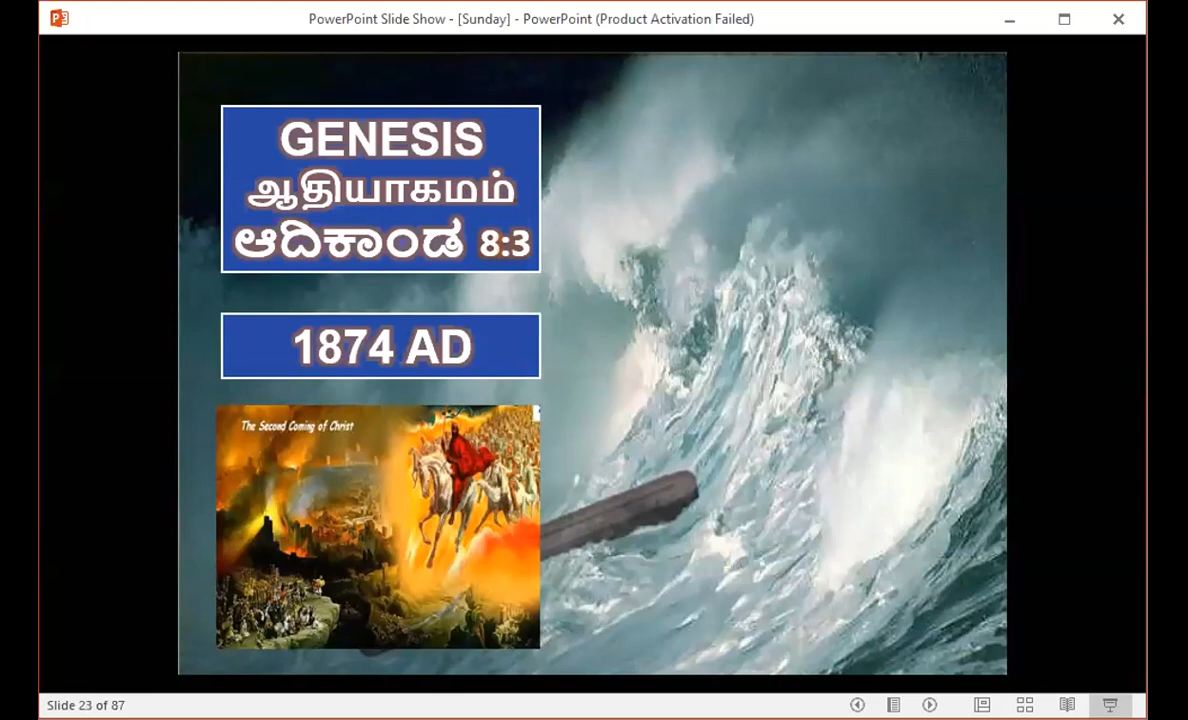 PowerPoint Slide Show - [Sunday] - PowerPoint (Product Activation Failed)
GENESIS
ஆதியாகமம்
ಆದಿಕಾಂಡ 8:3
1874 AD
The Second Coming of Christ
Slide 23 of 87